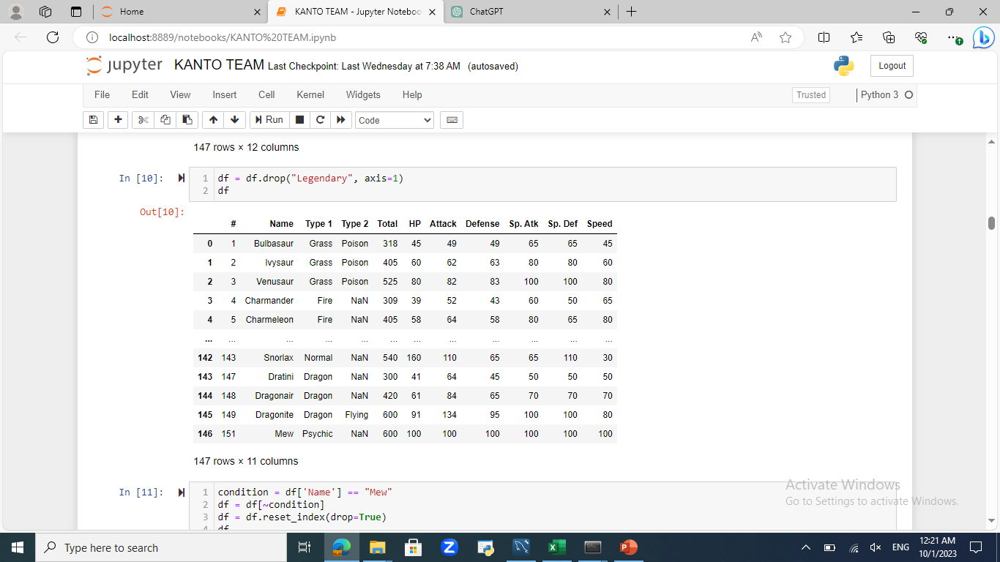 Home
KANTO TEAM - Jupyter Noteboo
ChatGPT
localhost:8889/notebooks/KANTO%20TEAM.ipynb
jupyter KANTO TEAM Last Checkpoint: Last Wednesday at 7:38 AM (autosaved)
Logout
File Edit View Insert Cell Kernel Widgets Help
Trusted
Python 3
Run
Code
147 rows × 12 columns
In [10]:
1 df = df.drop("Legendary", axis=1)
2 df
Out[10]:
# Name Type 1 Type 2 Total HP Attack Defense Sp. Atk Sp. Def Speed
0 1 Bulbasaur Grass Poison 318 45 49 49 65 65 45
1 2 Ivysaur Grass Poison 405 60 62 63 80 80 60
2 3 Venusaur Grass Poison 525 80 82 83 100 100 80
3 4 Charmander Fire NaN 309 39 52 43 60 50 65
4 5 Charmeleon Fire NaN 405 58 64 58 80 65 80
... ... ... ... ... ... ... ... ... ... ... ...
142 143 Snorlax Normal NaN 540 160 110 65 65 110 30
143 147 Dratini Dragon NaN 300 41 64 45 50 50 50
144 148 Dragonair Dragon NaN 420 61 84 65 70 70 70
145 149 Dragonite Dragon Flying 600 91 134 95 100 100 80
146 151 Mew Psychic NaN 600 100 100 100 100 100 100
147 rows × 11 columns
In [11]:
1 condition = df['Name'] == "Mew"
2 df = df[~condition]
3 df = df.reset_index(drop=True)
4 df
Activate Windows
Go to Settings to activate Windows.
Type here to search
ENG
12:21 AM
10/1/2023